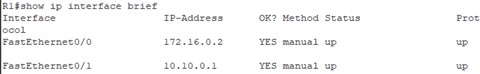 R1#show ip interface brief
Interface IP-Address OK? Method Status Prot
ocol
FastEthernet0/0 172.16.0.2 YES manual up up
FastEthernet0/1 10.10.0.1 YES manual up up